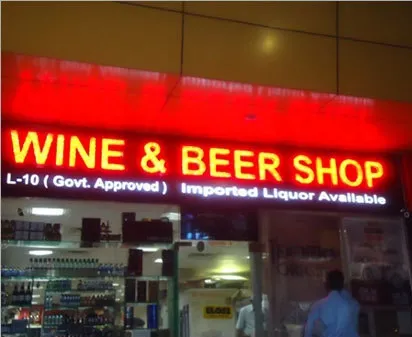 WINE & BEER SHOP
L-10 ( Govt. Approved ) Imported Liquor Available